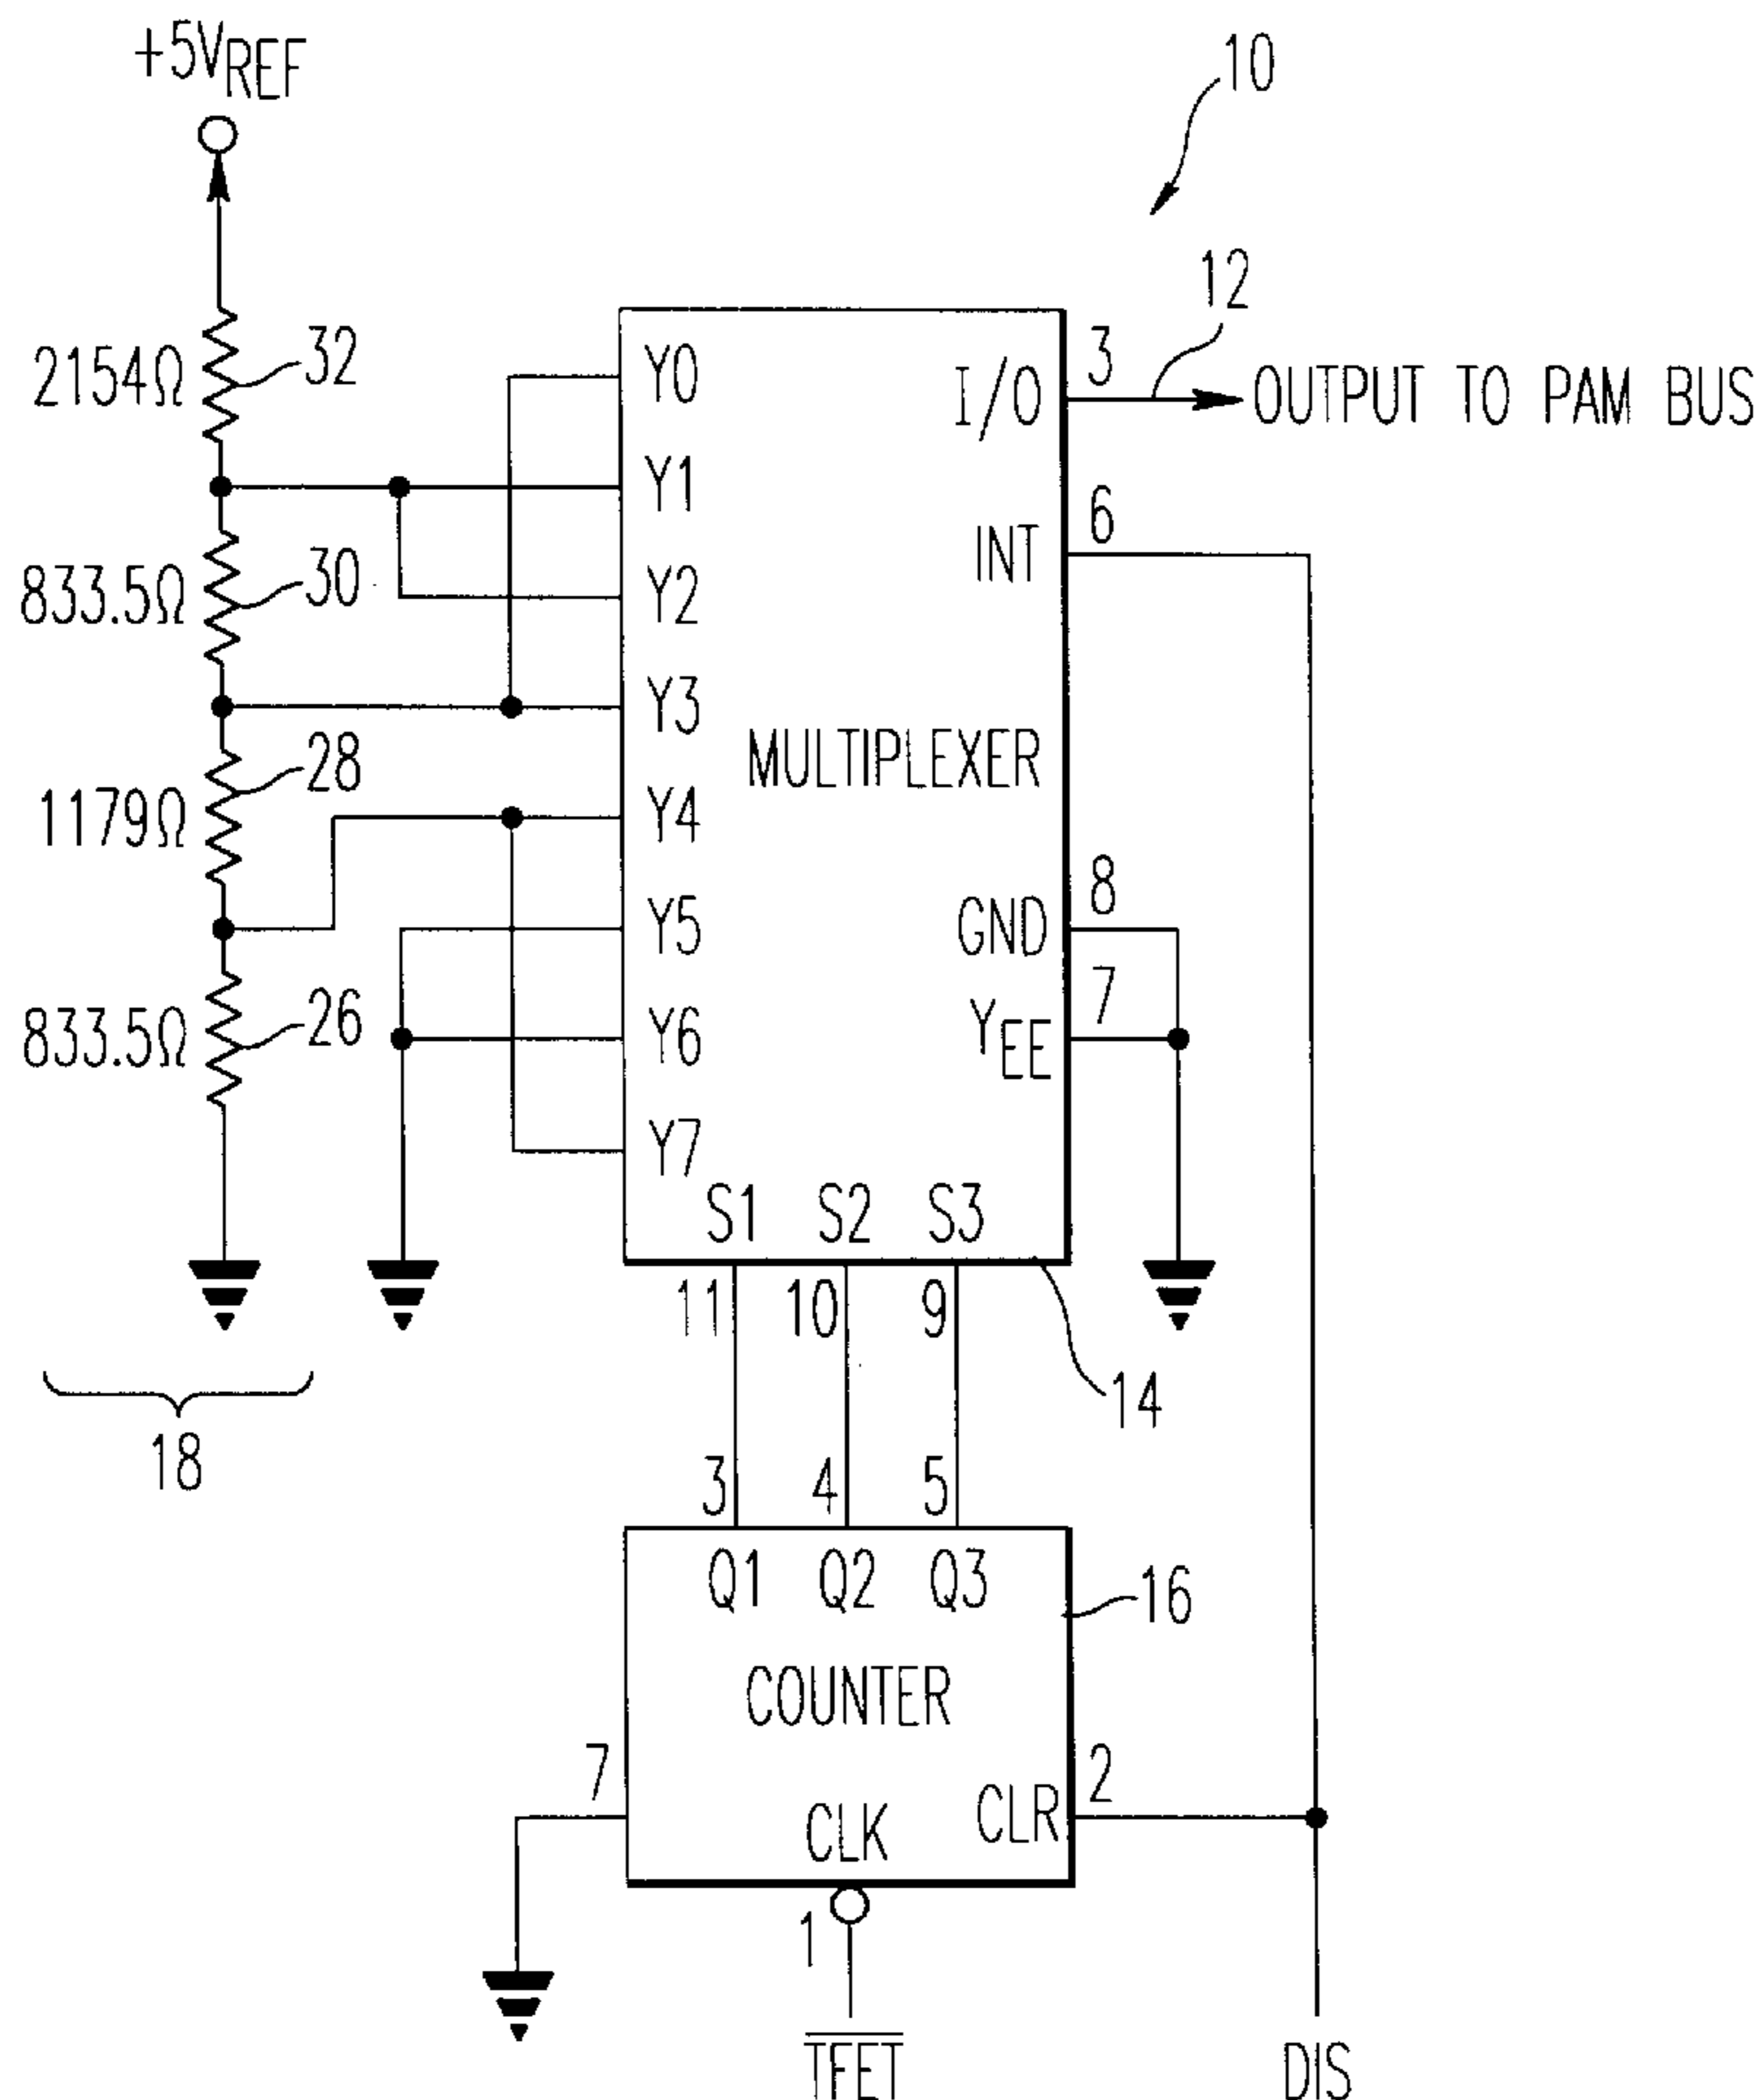 +5VREF
10
12
2154Ω
32
Y0
I/O
3
OUTPUT TO PAM BUS
Y1
6
INT
833.5Ω
30
Y2
Y3
MULTIPLEXER
28
1179Ω
Y4
8
Y5
GND
7
833.5Ω
26
Y6
YEE
Y7
S1 S2 S3
11 10 9
14
18
3 4 5
Q1 Q2 Q3
16
COUNTER
7
2
CLR
CLK
1
TFET
DIS